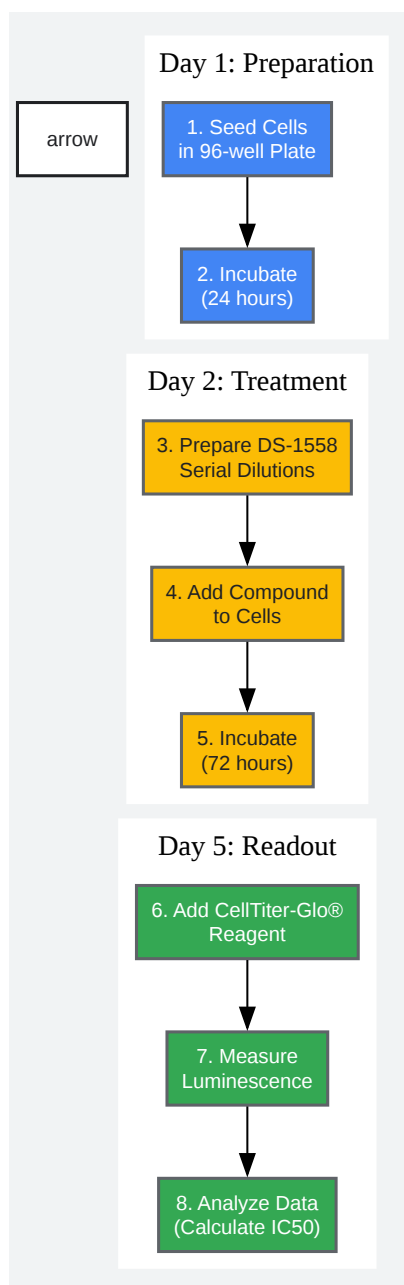 Day 1: Preparation
arrow
1. Seed Cells
in 96-well Plate
2. Incubate
(24 hours)
Day 2: Treatment
3. Prepare DS-1558
Serial Dilutions
4. Add Compound
to Cells
5. Incubate
(72 hours)
Day 5: Readout
6. Add CellTiter-Glo®
Reagent
7. Measure
Luminescence
8. Analyze Data
(Calculate IC50)